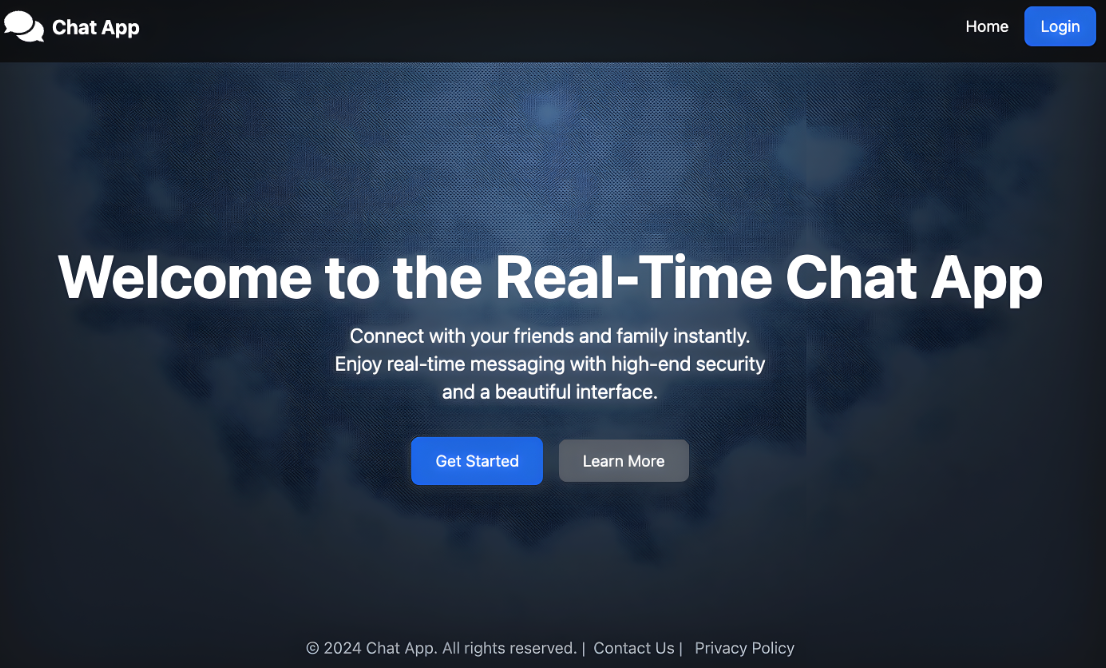 Chat App
Home
Login
Welcome to the Real-Time Chat App
Connect with your friends and family instantly.
Enjoy real-time messaging with high-end security
and a beautiful interface.
Get Started
Learn More
© 2024 Chat App. All rights reserved. | Contact Us | Privacy Policy